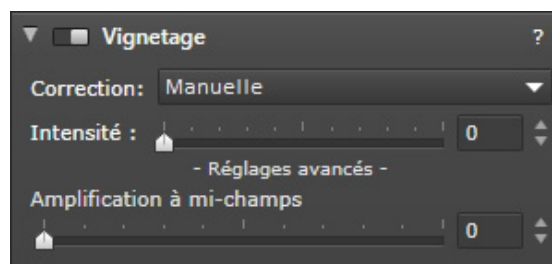 Vignetage ?
Correction: Manuelle
Intensité : 0
- Réglages avancés -
Amplification à mi-champs
0